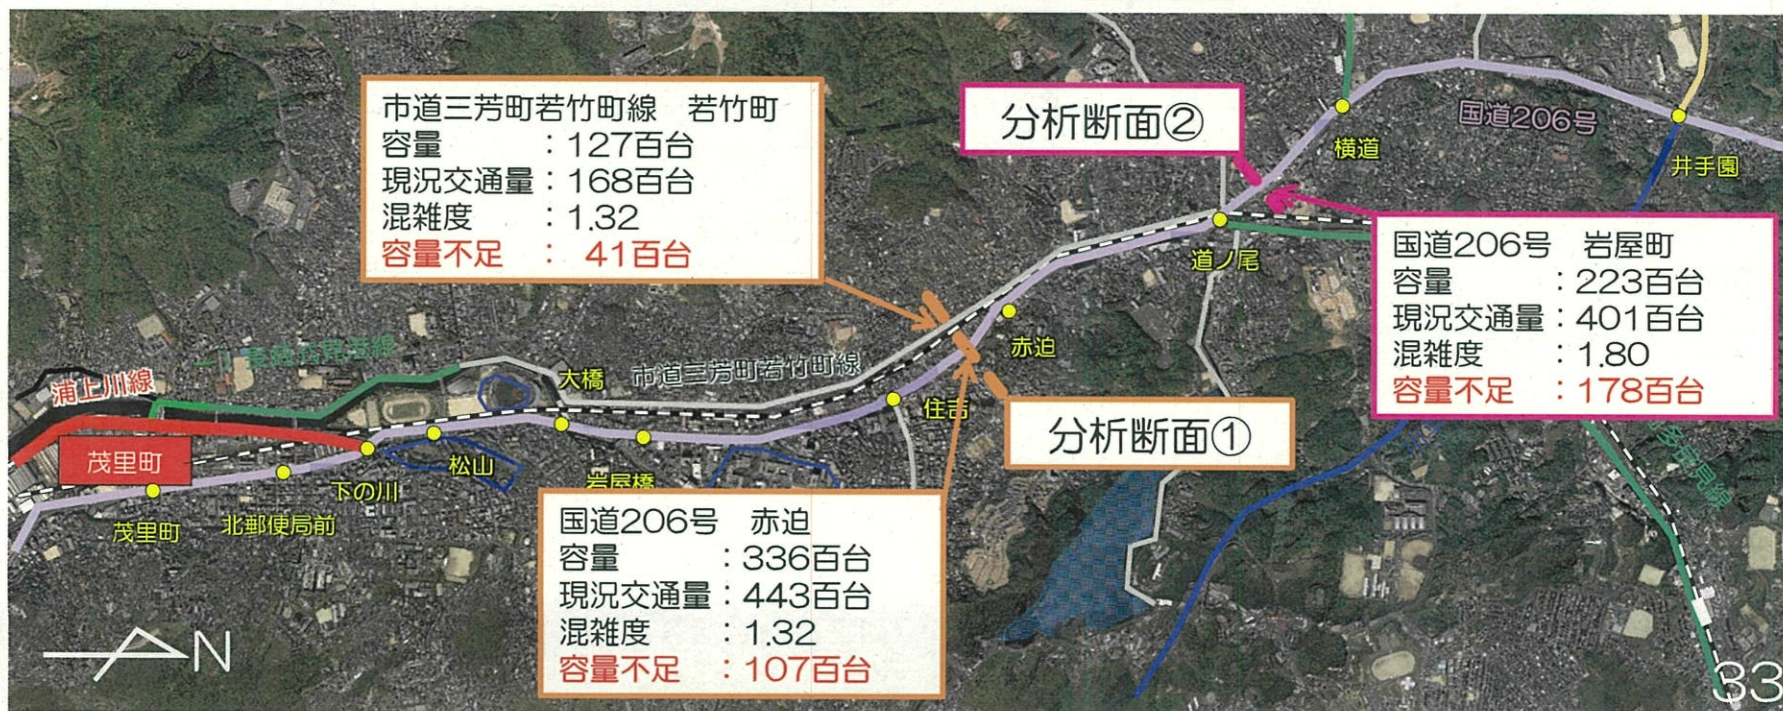 市道三芳町若竹町線 若竹町
容量 : 127百台
現況交通量 : 168百台
混雑度 : 1.32
容量不足 : 41百台
分析断面②
国道206号
横道
井手園
道ノ尾
国道206号 岩屋町
容量 : 223百台
現況交通量 : 401百台
混雑度 : 1.80
容量不足 : 178百台
赤迫
市道三芳町若竹町線
大橋
住吉
浦上川線
分析断面①
茂里町
松山
下の川
岩屋橋
北郵便局前
茂里町
国道206号 赤迫
容量 : 336百台
現況交通量 : 443百台
混雑度 : 1.32
容量不足 : 107百台
N
33